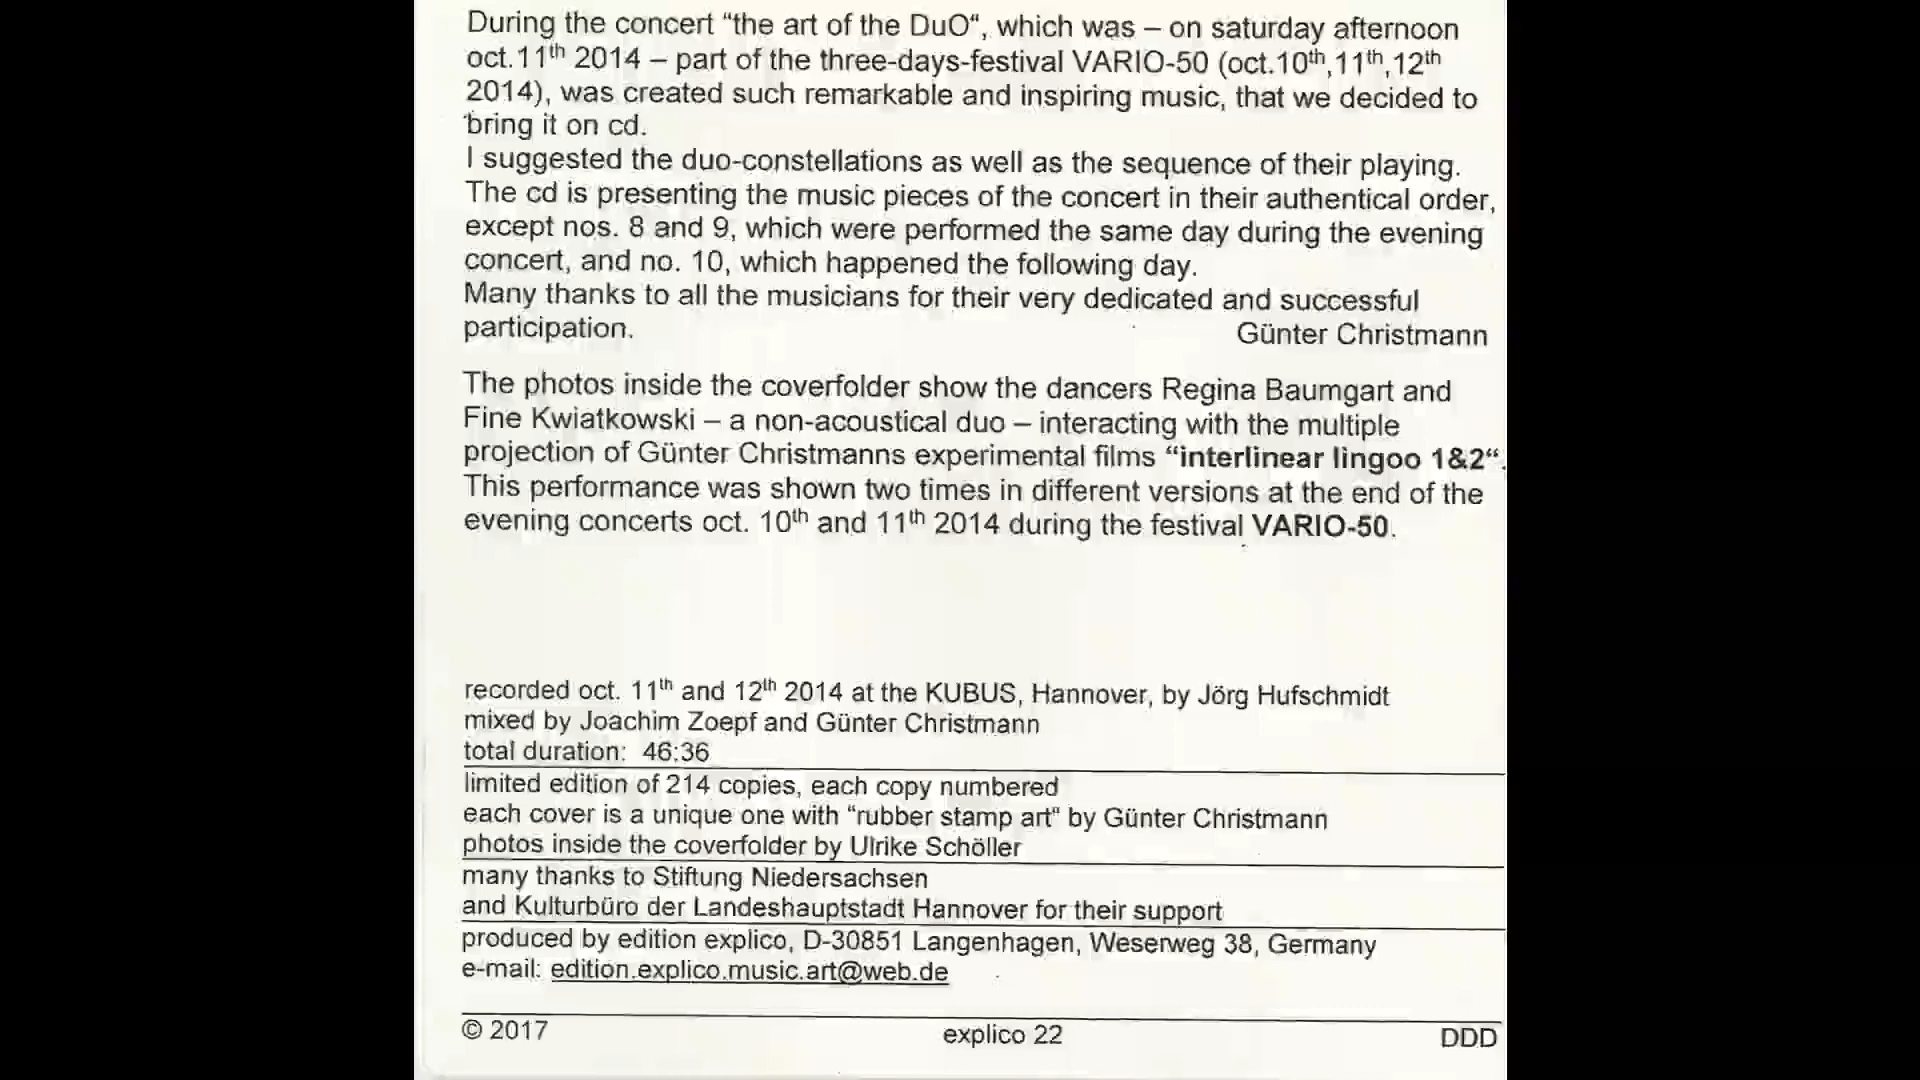 During the concert “the art of the DuO“, which was – on saturday afternoon
oct.11th 2014 – part of the three-days-festival VARIO-50 (oct.10th,11th,12th
2014), was created such remarkable and inspiring music, that we decided to
bring it on cd.
I suggested the duo-constellations as well as the sequence of their playing.
The cd is presenting the music pieces of the concert in their authentical order,
except nos. 8 and 9, which were performed the same day during the evening
concert, and no. 10, which happened the following day.
Many thanks to all the musicians for their very dedicated and successful
participation. Günter Christmann
The photos inside the coverfolder show the dancers Regina Baumgart and
Fine Kwiatkowski – a non-acoustical duo – interacting with the multiple
projection of Günter Christmanns experimental films “interlinear lingoo 1&2“.
This performance was shown two times in different versions at the end of the
evening concerts oct. 10th and 11th 2014 during the festival VARIO-50.
recorded oct. 11th and 12th 2014 at the KUBUS, Hannover, by Jörg Hufschmidt
mixed by Joachim Zoepf and Günter Christmann
total duration: 46:36
limited edition of 214 copies, each copy numbered
each cover is a unique one with “rubber stamp art“ by Günter Christmann
photos inside the coverfolder by Ulrike Schöller
many thanks to Stiftung Niedersachsen
and Kulturbüro der Landeshauptstadt Hannover for their support
produced by edition explico, D-30851 Langenhagen, Weserweg 38, Germany
e-mail: edition.explico.music.art@web.de
© 2017 explico 22 DDD